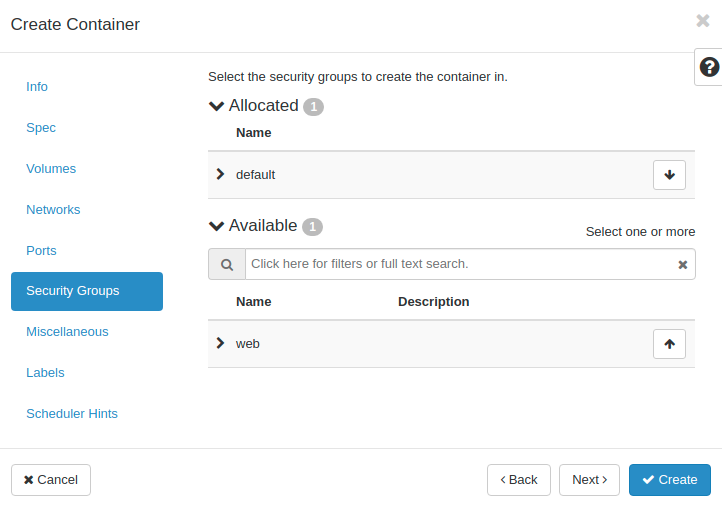 Create Container
Info
Spec
Volumes
Networks
Ports
Security Groups
Miscellaneous
Labels
Scheduler Hints
Select the security groups to create the container in.
Allocated 1
Name
default
Available 1
Select one or more
Click here for filters or full text search.
Name Description
web
Cancel
Back
Next
Create